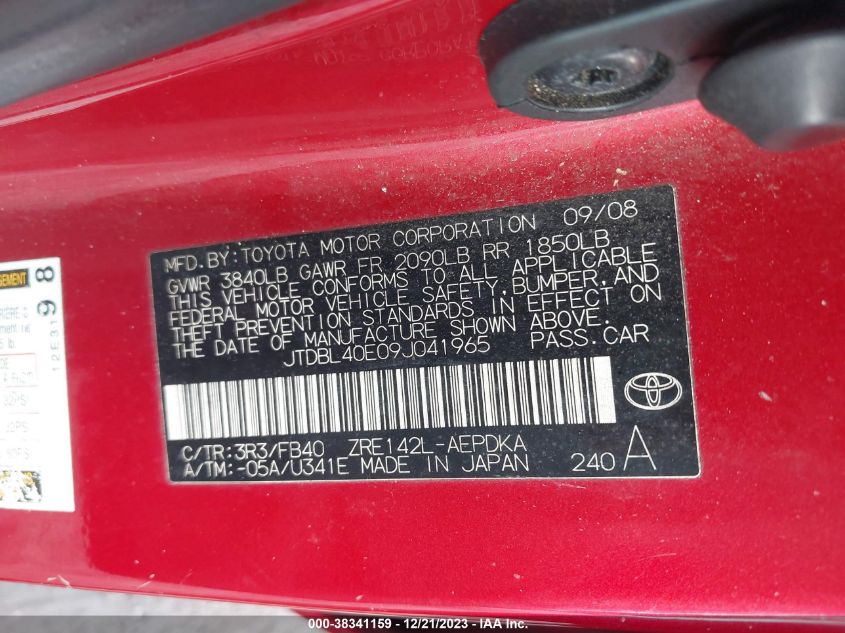 MFD. BY: TOYOTA MOTOR CORPORATION 09/08
GVWR 3840LB GAWR FR 2090LB RR 1850LB
THIS VEHICLE CONFORMS TO ALL APPLICABLE
FEDERAL MOTOR VEHICLE SAFETY, BUMPER, AND
THEFT PREVENTION STANDARDS IN EFFECT ON
THE DATE OF MANUFACTURE SHOWN ABOVE.
JTDBL40E09J041965 PASS. CAR
C/TR: 3R3/FB40 ZRE142L-AEPDKA
A/TM: -05A/U341E MADE IN JAPAN 240 A
12E319 8
000-38341159 - 12/21/2023 - IAA Inc.